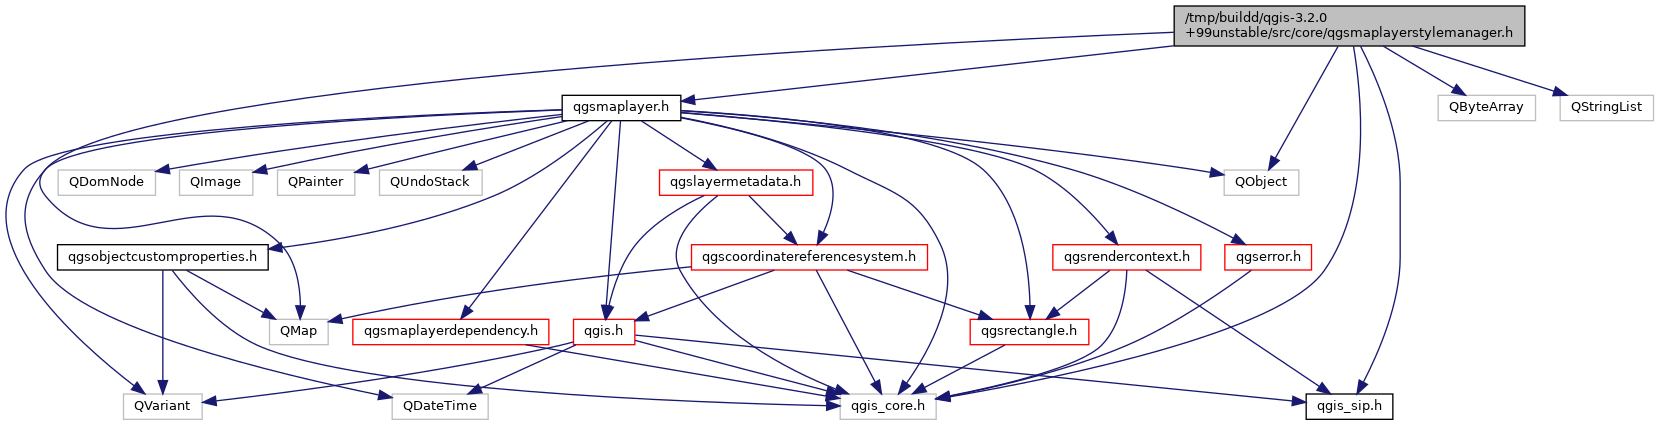 /tmp/buildd/qgis-3.2.0
+99unstable/src/core/qgsmaplayerstylemanager.h
qgsmaplayer.h
QByteArray
QStringList
QDomNode
QImage
QPainter
QUndoStack
qgslayermetadata.h
QObject
qgsobjectcustomproperties.h
qgscoordinatereferencesystem.h
qgsrendercontext.h
qgserror.h
QMap
qgsmaplayerdependency.h
qgis.h
qgsrectangle.h
QVariant
QDateTime
qgis_core.h
qgis_sip.h